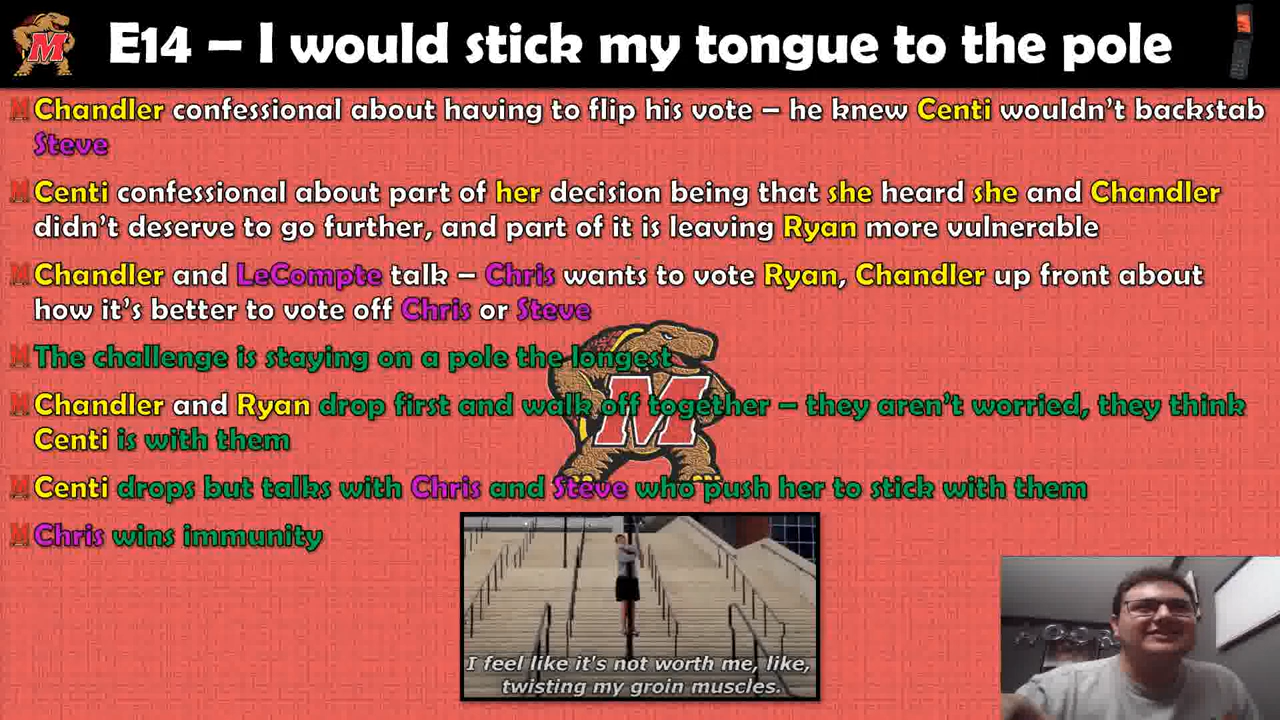 E14 – I would stick my tongue to the pole
Chandler confessional about having to flip his vote – he knew Centi wouldn't backstab
Steve
Centi confessional about part of her decision being that she heard she and Chandler
didn't deserve to go further, and part of it is leaving Ryan more vulnerable
Chandler and LeCompte talk – Chris wants to vote Ryan, Chandler up front about
how it's better to vote off Chris or Steve
The challenge is staying on a pole the longest
Chandler and Ryan drop first and walk off together – they aren't worried, they think
Centi is with them
Centi drops but talks with Chris and Steve who push her to stick with them
Chris wins immunity
M
I feel like it's not worth me, like,
twisting my groin muscles.